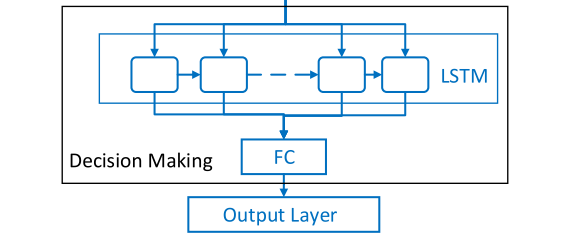 LSTM
FC
Decision Making
Output Layer